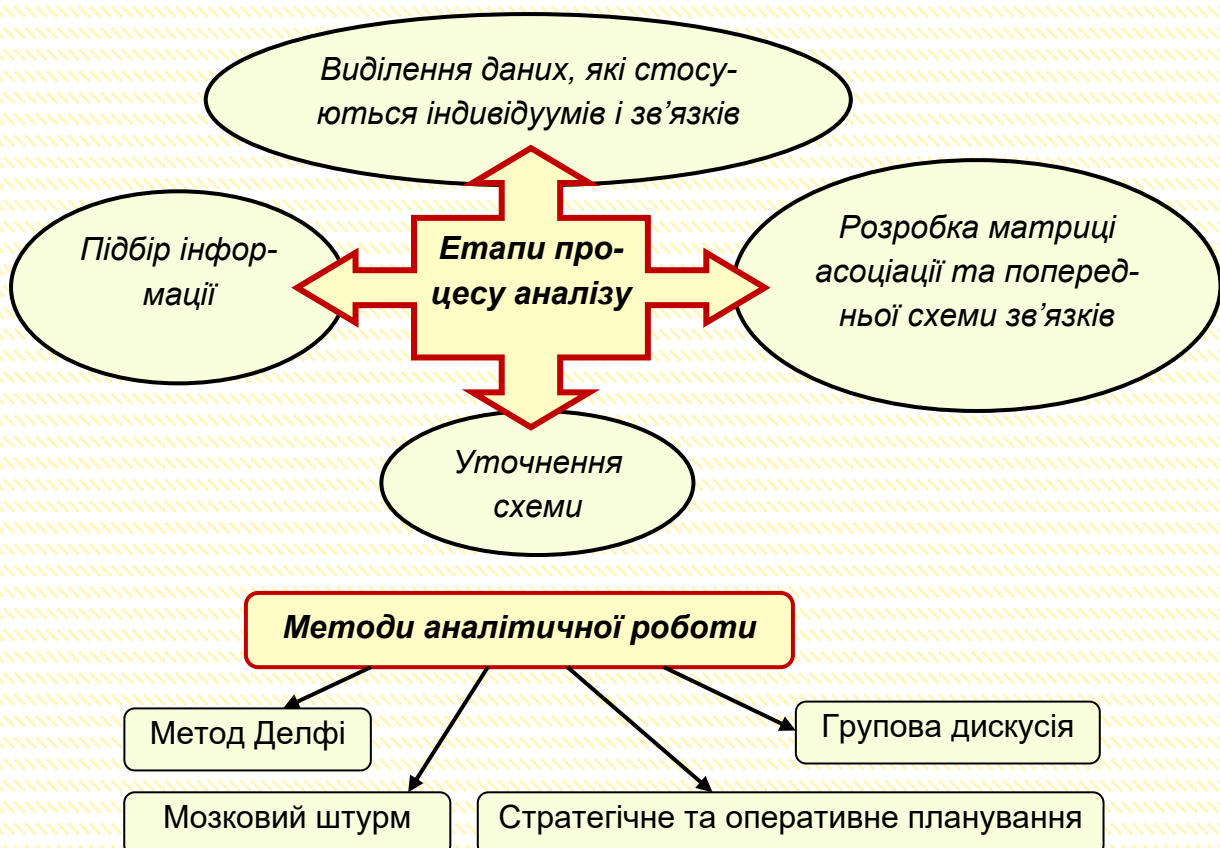 Виділення даних, які стосу-
ються індивідуумів і зв’язків
Підбір інфор-
мації
Етапи про-
цесу аналізу
Розробка матриці
асоціації та поперед-
ньої схеми зв’язків
Уточнення
схеми
Методи аналітичної роботи
Метод Делфі
Групова дискусія
Мозковий штурм
Стратегічне та оперативне планування